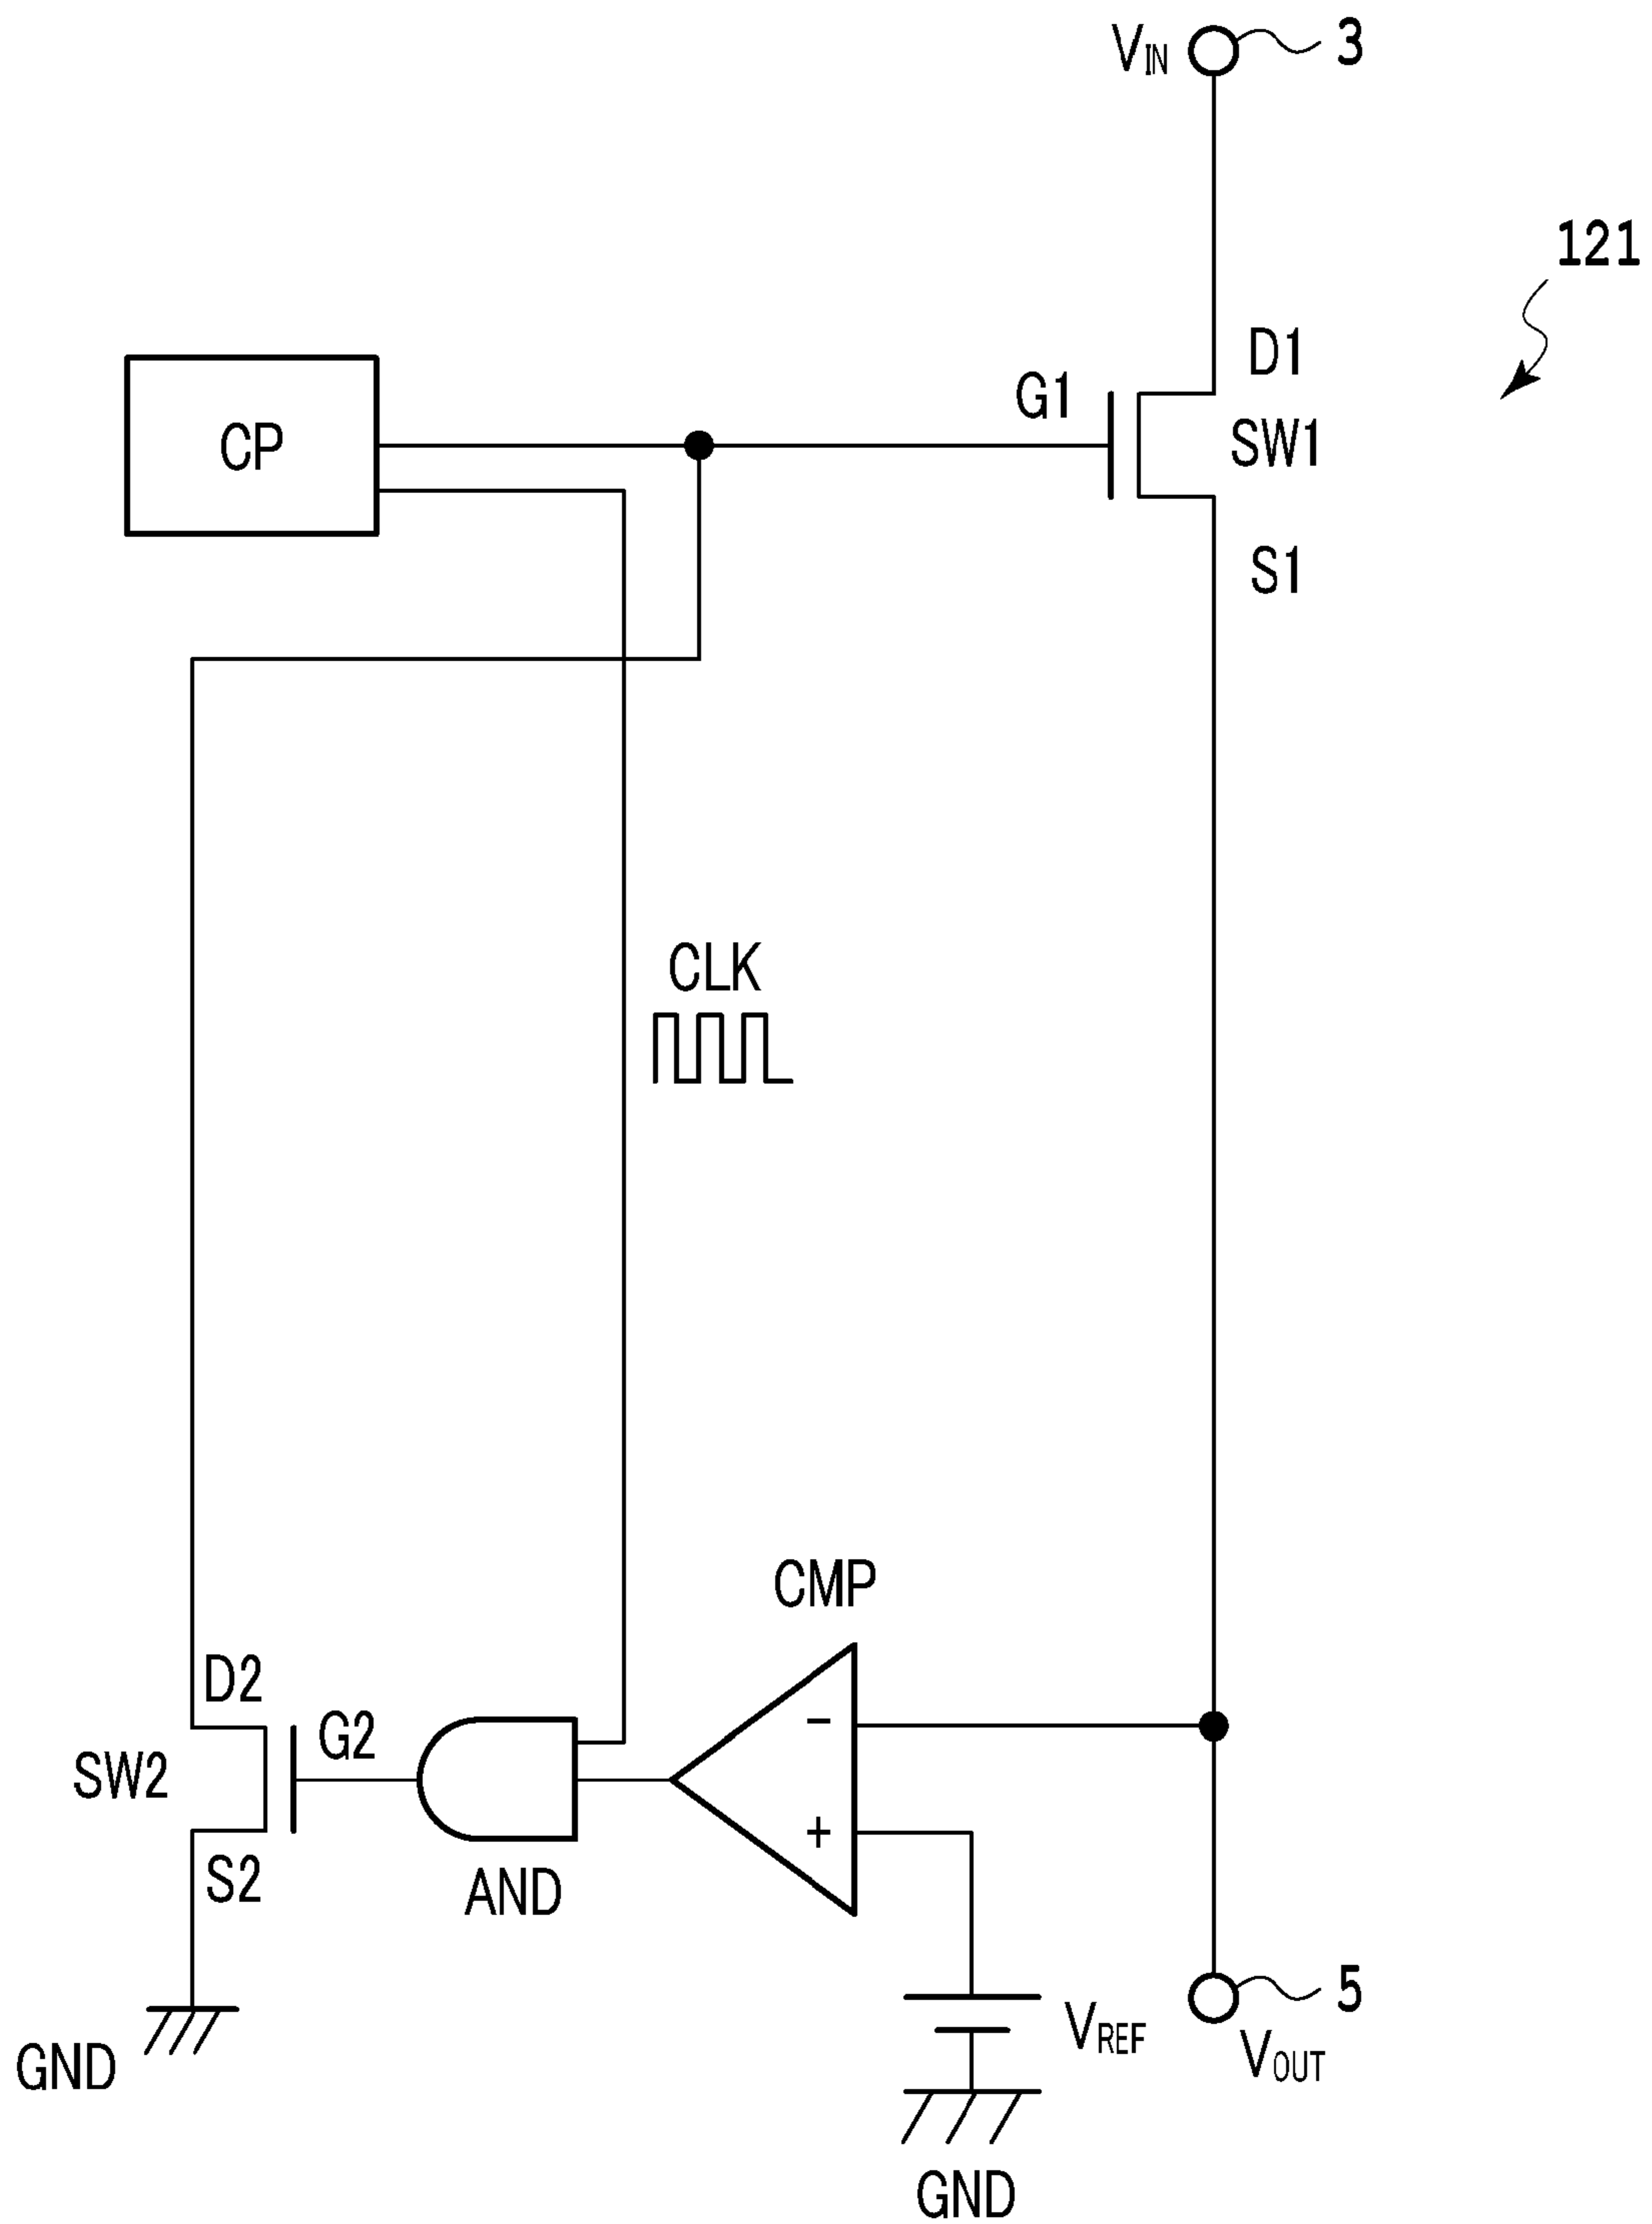 VIN
3
121
D1
G1
SW1
CP
S1
CLK
CMP
D2
G2
−
SW2
+
S2
AND
5
VREF
VOUT
GND
GND